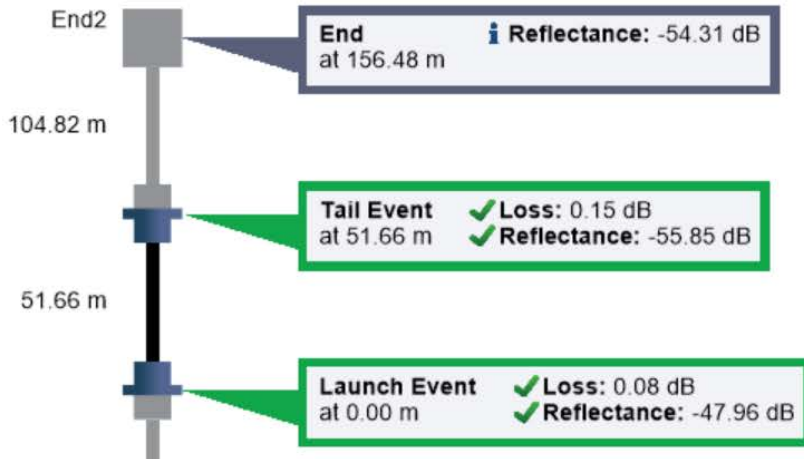 End2
End
at 156.48 m
i Reflectance: -54.31 dB
104.82 m
Tail Event
at 51.66 m
Loss: 0.15 dB
Reflectance: -55.85 dB
51.66 m
Launch Event
at 0.00 m
Loss: 0.08 dB
Reflectance: -47.96 dB